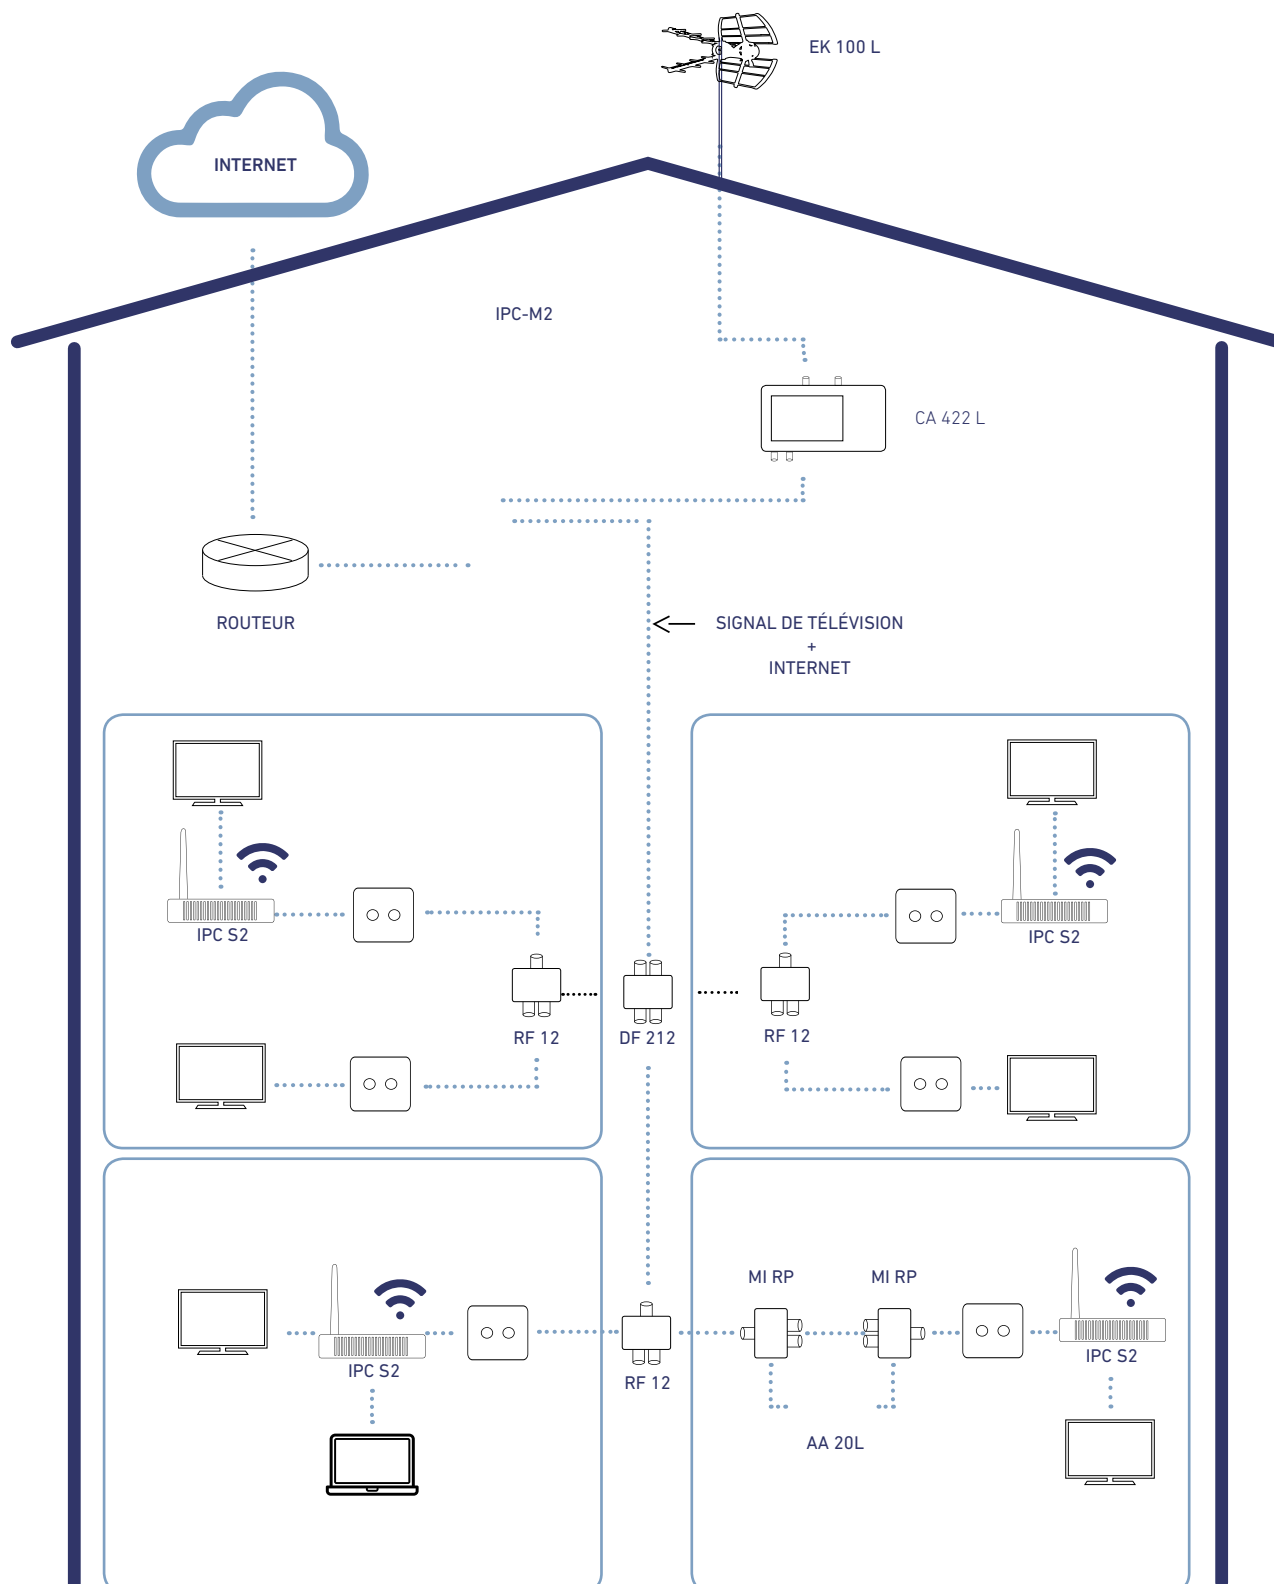 EK 100 L
INTERNET
IPC-M2
CA 422 L
ROUTEUR
SIGNAL DE TÉLÉVISION
+
INTERNET
IPC S2
IPC S2
RF 12
DF 212
RF 12
MI RP
MI RP
IPC S2
RF 12
IPC S2
AA 20L